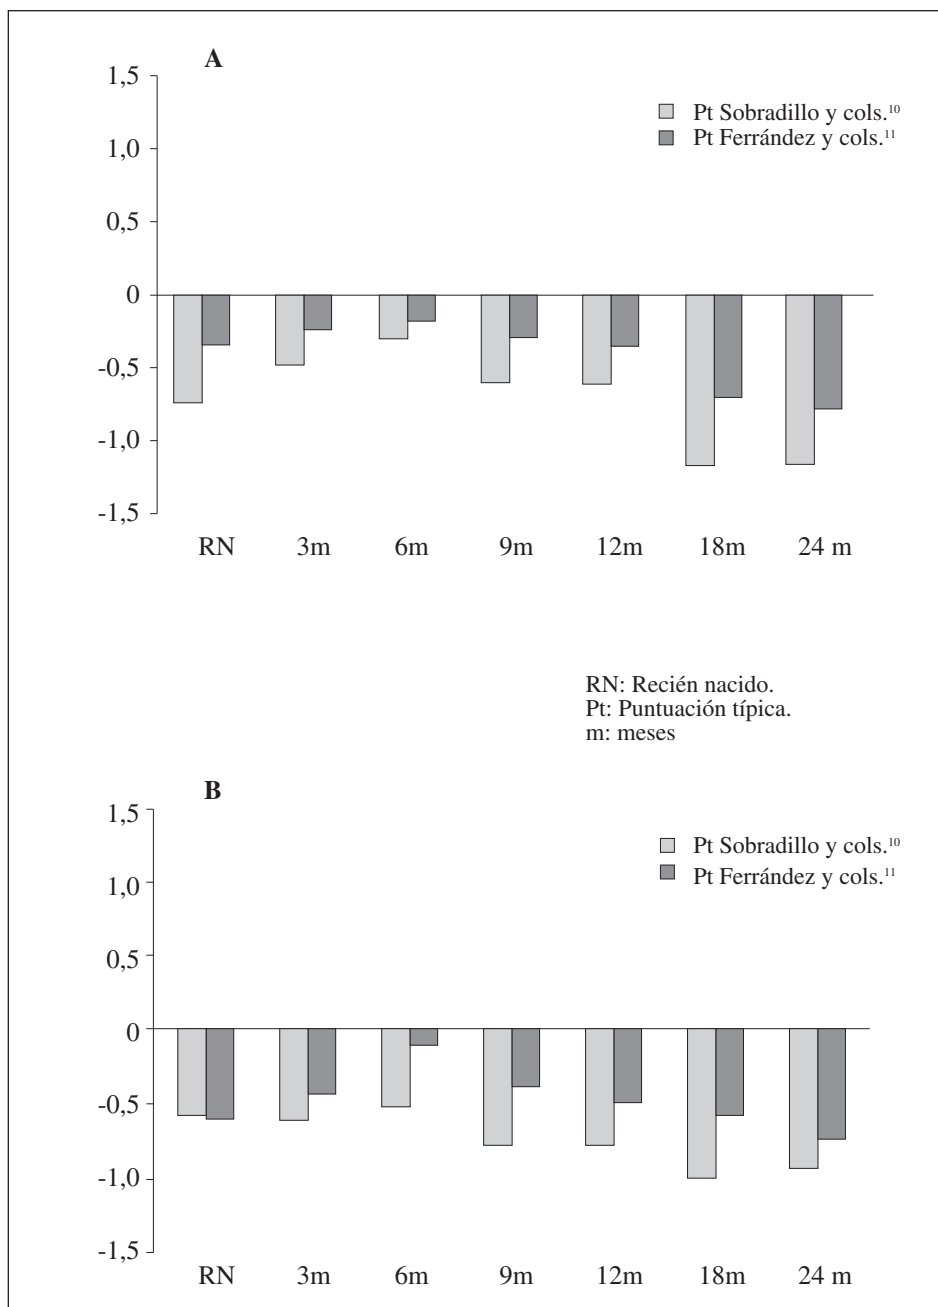 A
1,5
Pt Sobradillo y cols.¹⁰
Pt Ferrández y cols.¹¹
1,0
0,5
0
-0,5
-1,0
-1,5
RN 3m 6m 9m 12m 18m 24 m
RN: Recién nacido.
Pt: Puntuación típica.
m: meses
B
1,5
Pt Sobradillo y cols.¹⁰
Pt Ferrández y cols.¹¹
1,0
0,5
0
-0,5
-1,0
-1,5
RN 3m 6m 9m 12m 18m 24 m